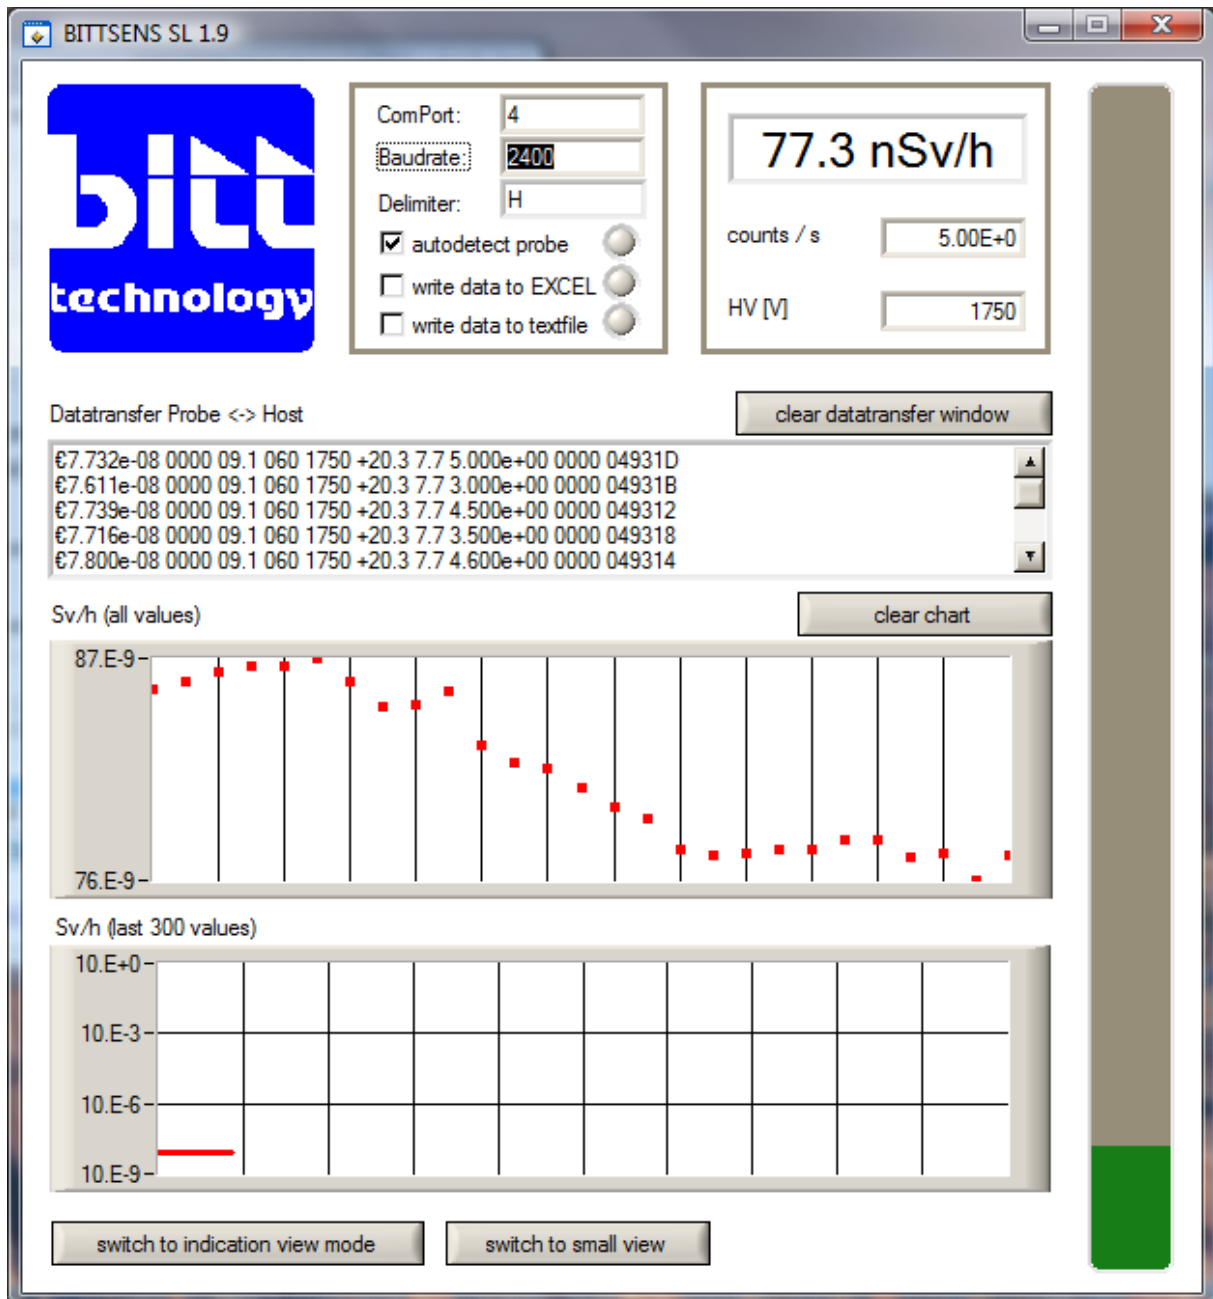 BITTSENS SL 1.9
bitt
technology
ComPort: 4
Baudrate: 2400
Delimiter: H
autodetect probe
write data to EXCEL
write data to textfile
77.3 nSv/h
counts / s 5.00E+0
HV [V] 1750
Datatransfer Probe <-> Host
clear datatransfer window
€7.732e-08 0000 09.1 060 1750 +20.3 7.7 5.000e+00 0000 04931D
€7.611e-08 0000 09.1 060 1750 +20.3 7.7 3.000e+00 0000 04931B
€7.739e-08 0000 09.1 060 1750 +20.3 7.7 4.500e+00 0000 049312
€7.716e-08 0000 09.1 060 1750 +20.3 7.7 3.500e+00 0000 049318
€7.800e-08 0000 09.1 060 1750 +20.3 7.7 4.600e+00 0000 049314
Sv/h (all values)
clear chart
87.E-9
76.E-9
Sv/h (last 300 values)
10.E+0
10.E-3
10.E-6
10.E-9
switch to indication view mode
switch to small view